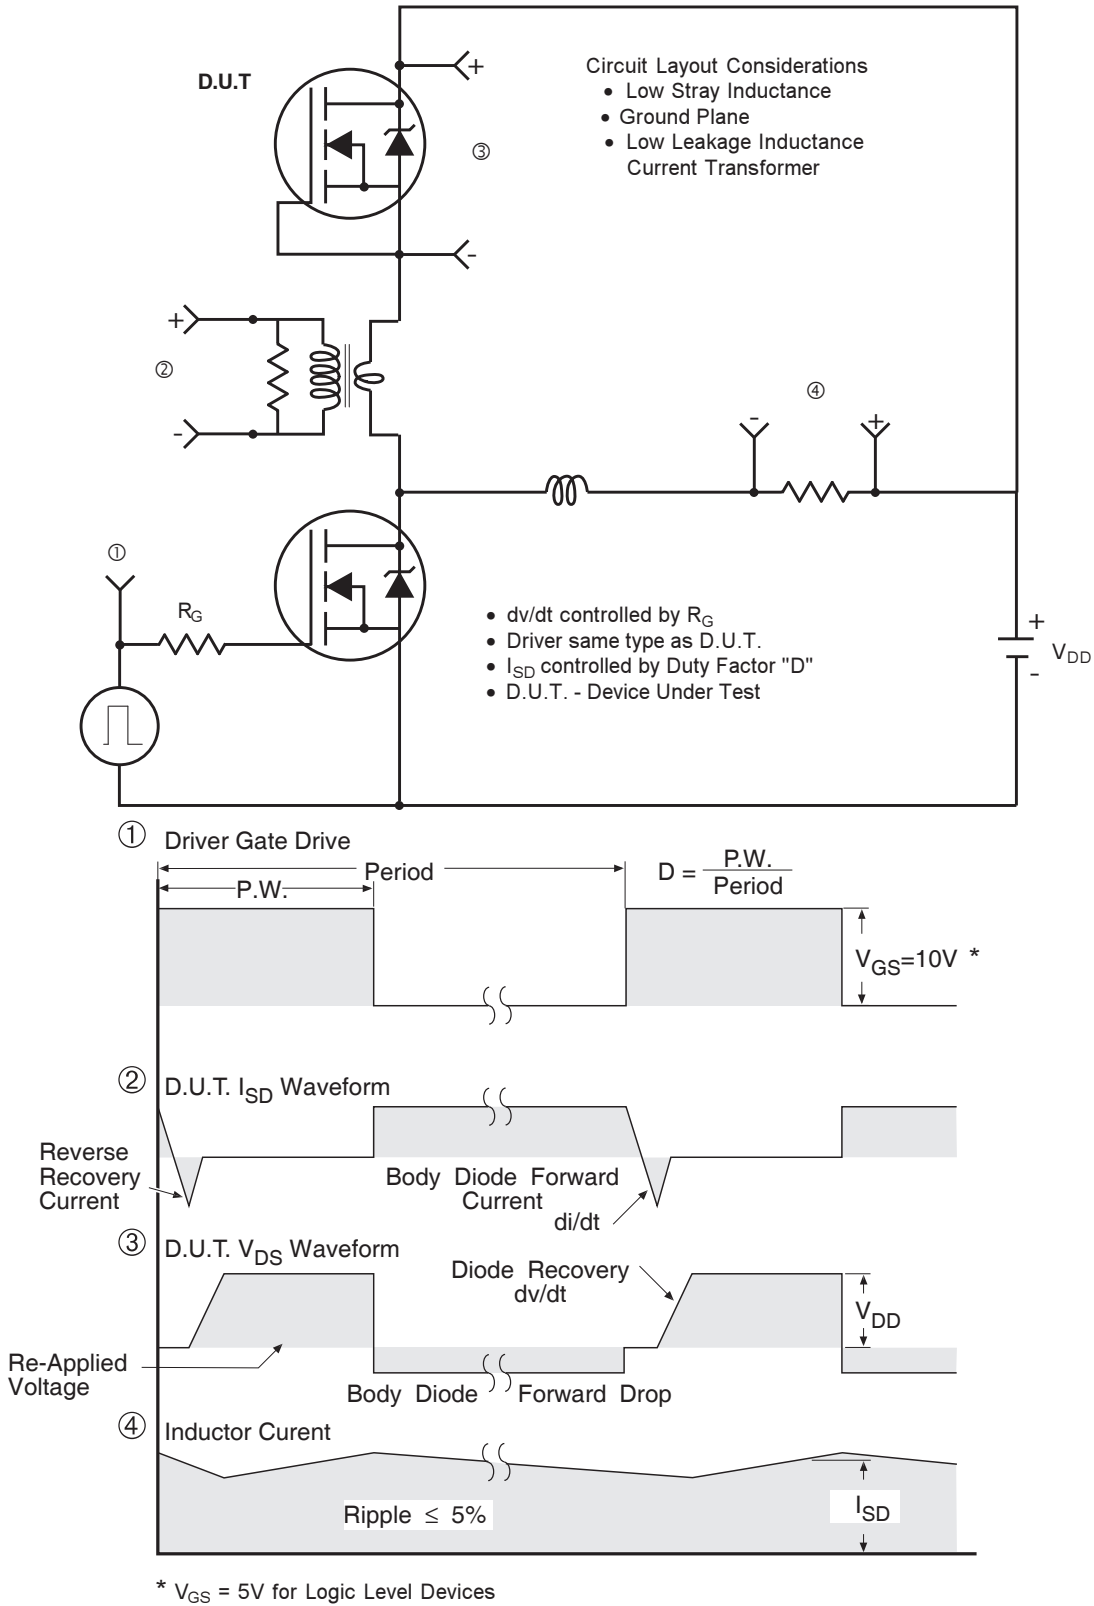 D.U.T
+
Circuit Layout Considerations
• Low Stray Inductance
• Ground Plane
• Low Leakage Inductance
Current Transformer
③
-
+
②
-
④
-
+
①
RG
• dv/dt controlled by RG
• Driver same type as D.U.T.
• ISD controlled by Duty Factor "D"
• D.U.T. - Device Under Test
+
VDD
-
① Driver Gate Drive
Period
P.W.
D = P.W.
Period
VGS=10V *
② D.U.T. ISD Waveform
Reverse
Recovery
Current
Body Diode Forward
Current
di/dt
③ D.U.T. VDS Waveform
Diode Recovery
dv/dt
VDD
Re-Applied
Voltage
Body Diode Forward Drop
④ Inductor Curent
Ripple ≤ 5%
ISD
* VGS = 5V for Logic Level Devices